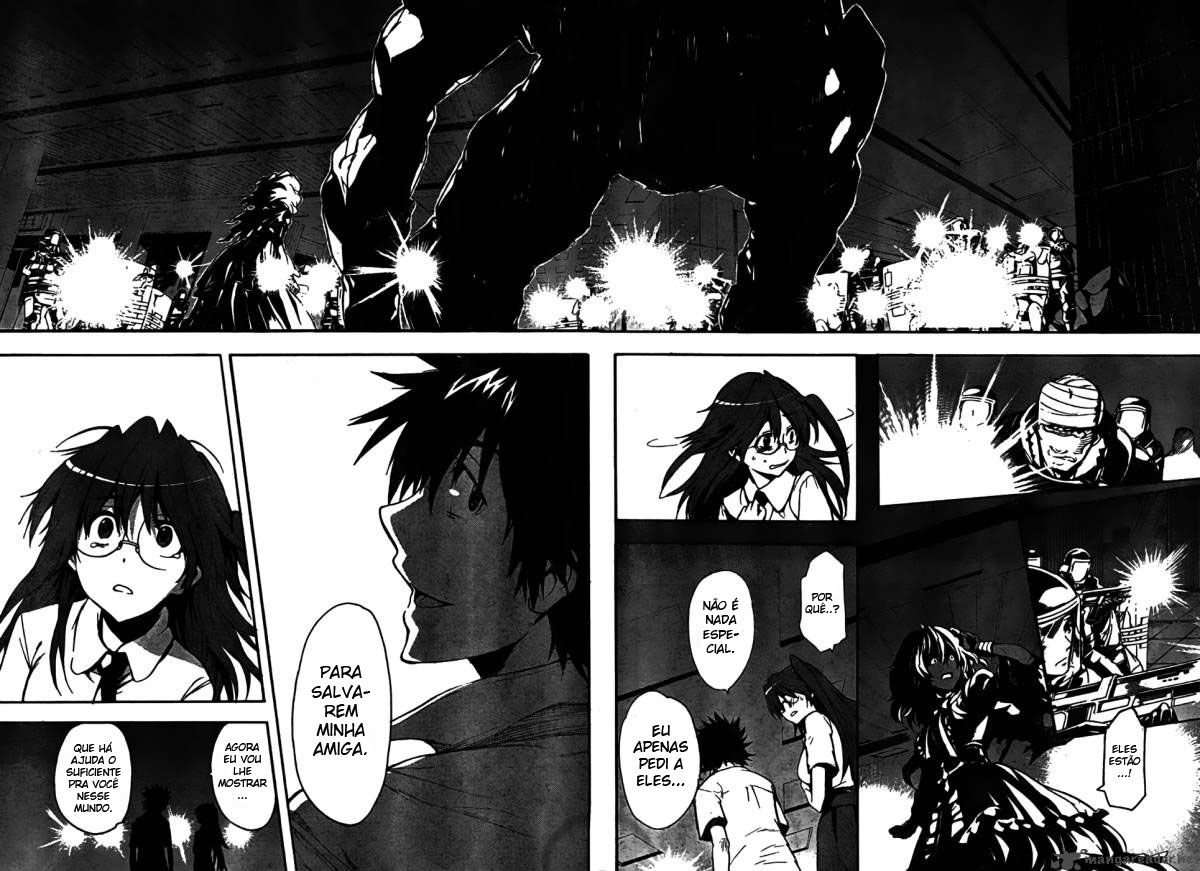 ELES
ESTÃO
...!
POR
QUÊ..?
NÃO É
NADA
ESPE-
CIAL.
EU
APENAS
PEDI A
ELES...
PARA
SALVA-
REM
MINHA
AMIGA.
AGORA
EU VOU
LHE
MOSTRAR
...
QUE HÁ
AJUDA O
SUFICIENTE
PRA VOCÊ
NESSE
MUNDO.